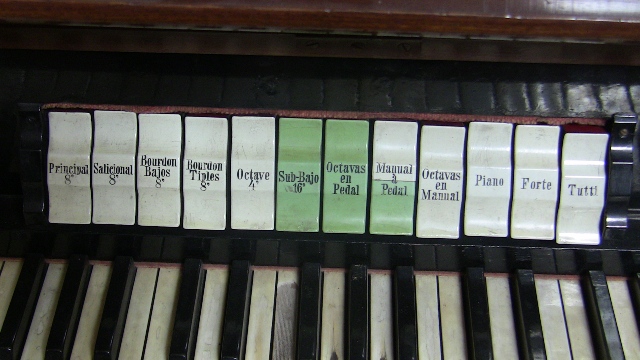 Principal
8'
Salicional
8'
Bourdon
Bajos
8'
Bourdon
Tiples
8'
Octave
4'
Sub-Bajo
16'
Octavas
en
Pedal
Manual
á
Pedal
Octavas
en
Manual
Piano
Forte
Tutti